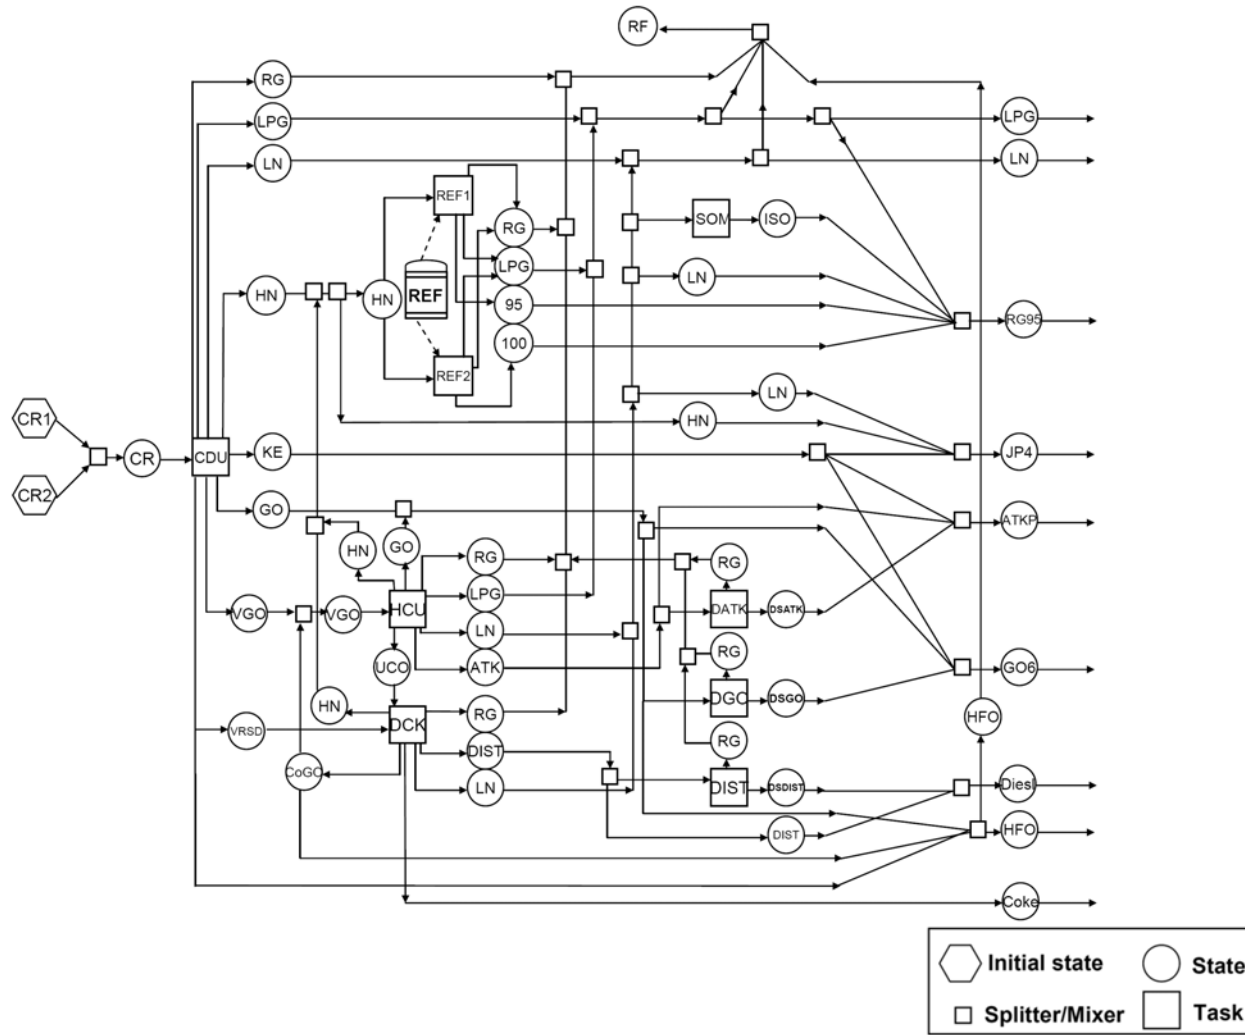 RF
RG
LPG
LPG
LN
LN
REF1
RG
SOM
ISO
LPG
LN
HN
HN
REF
95
RG95
100
REF2
LN
CR1
HN
CR
CDU
KE
JP4
CR2
GO
ATKP
HN
GO
RG
RG
VGO
VGO
HCU
LPG
DATK
DSATK
LN
RG
UCO
ATK
GO6
HN
DGO
DSGO
VRSD
DCK
RG
HFO
RG
DIST
CoGO
LN
DIST
DSDIST
Diesl
DIST
HFO
Coke
Initial state
State
Splitter/Mixer
Task